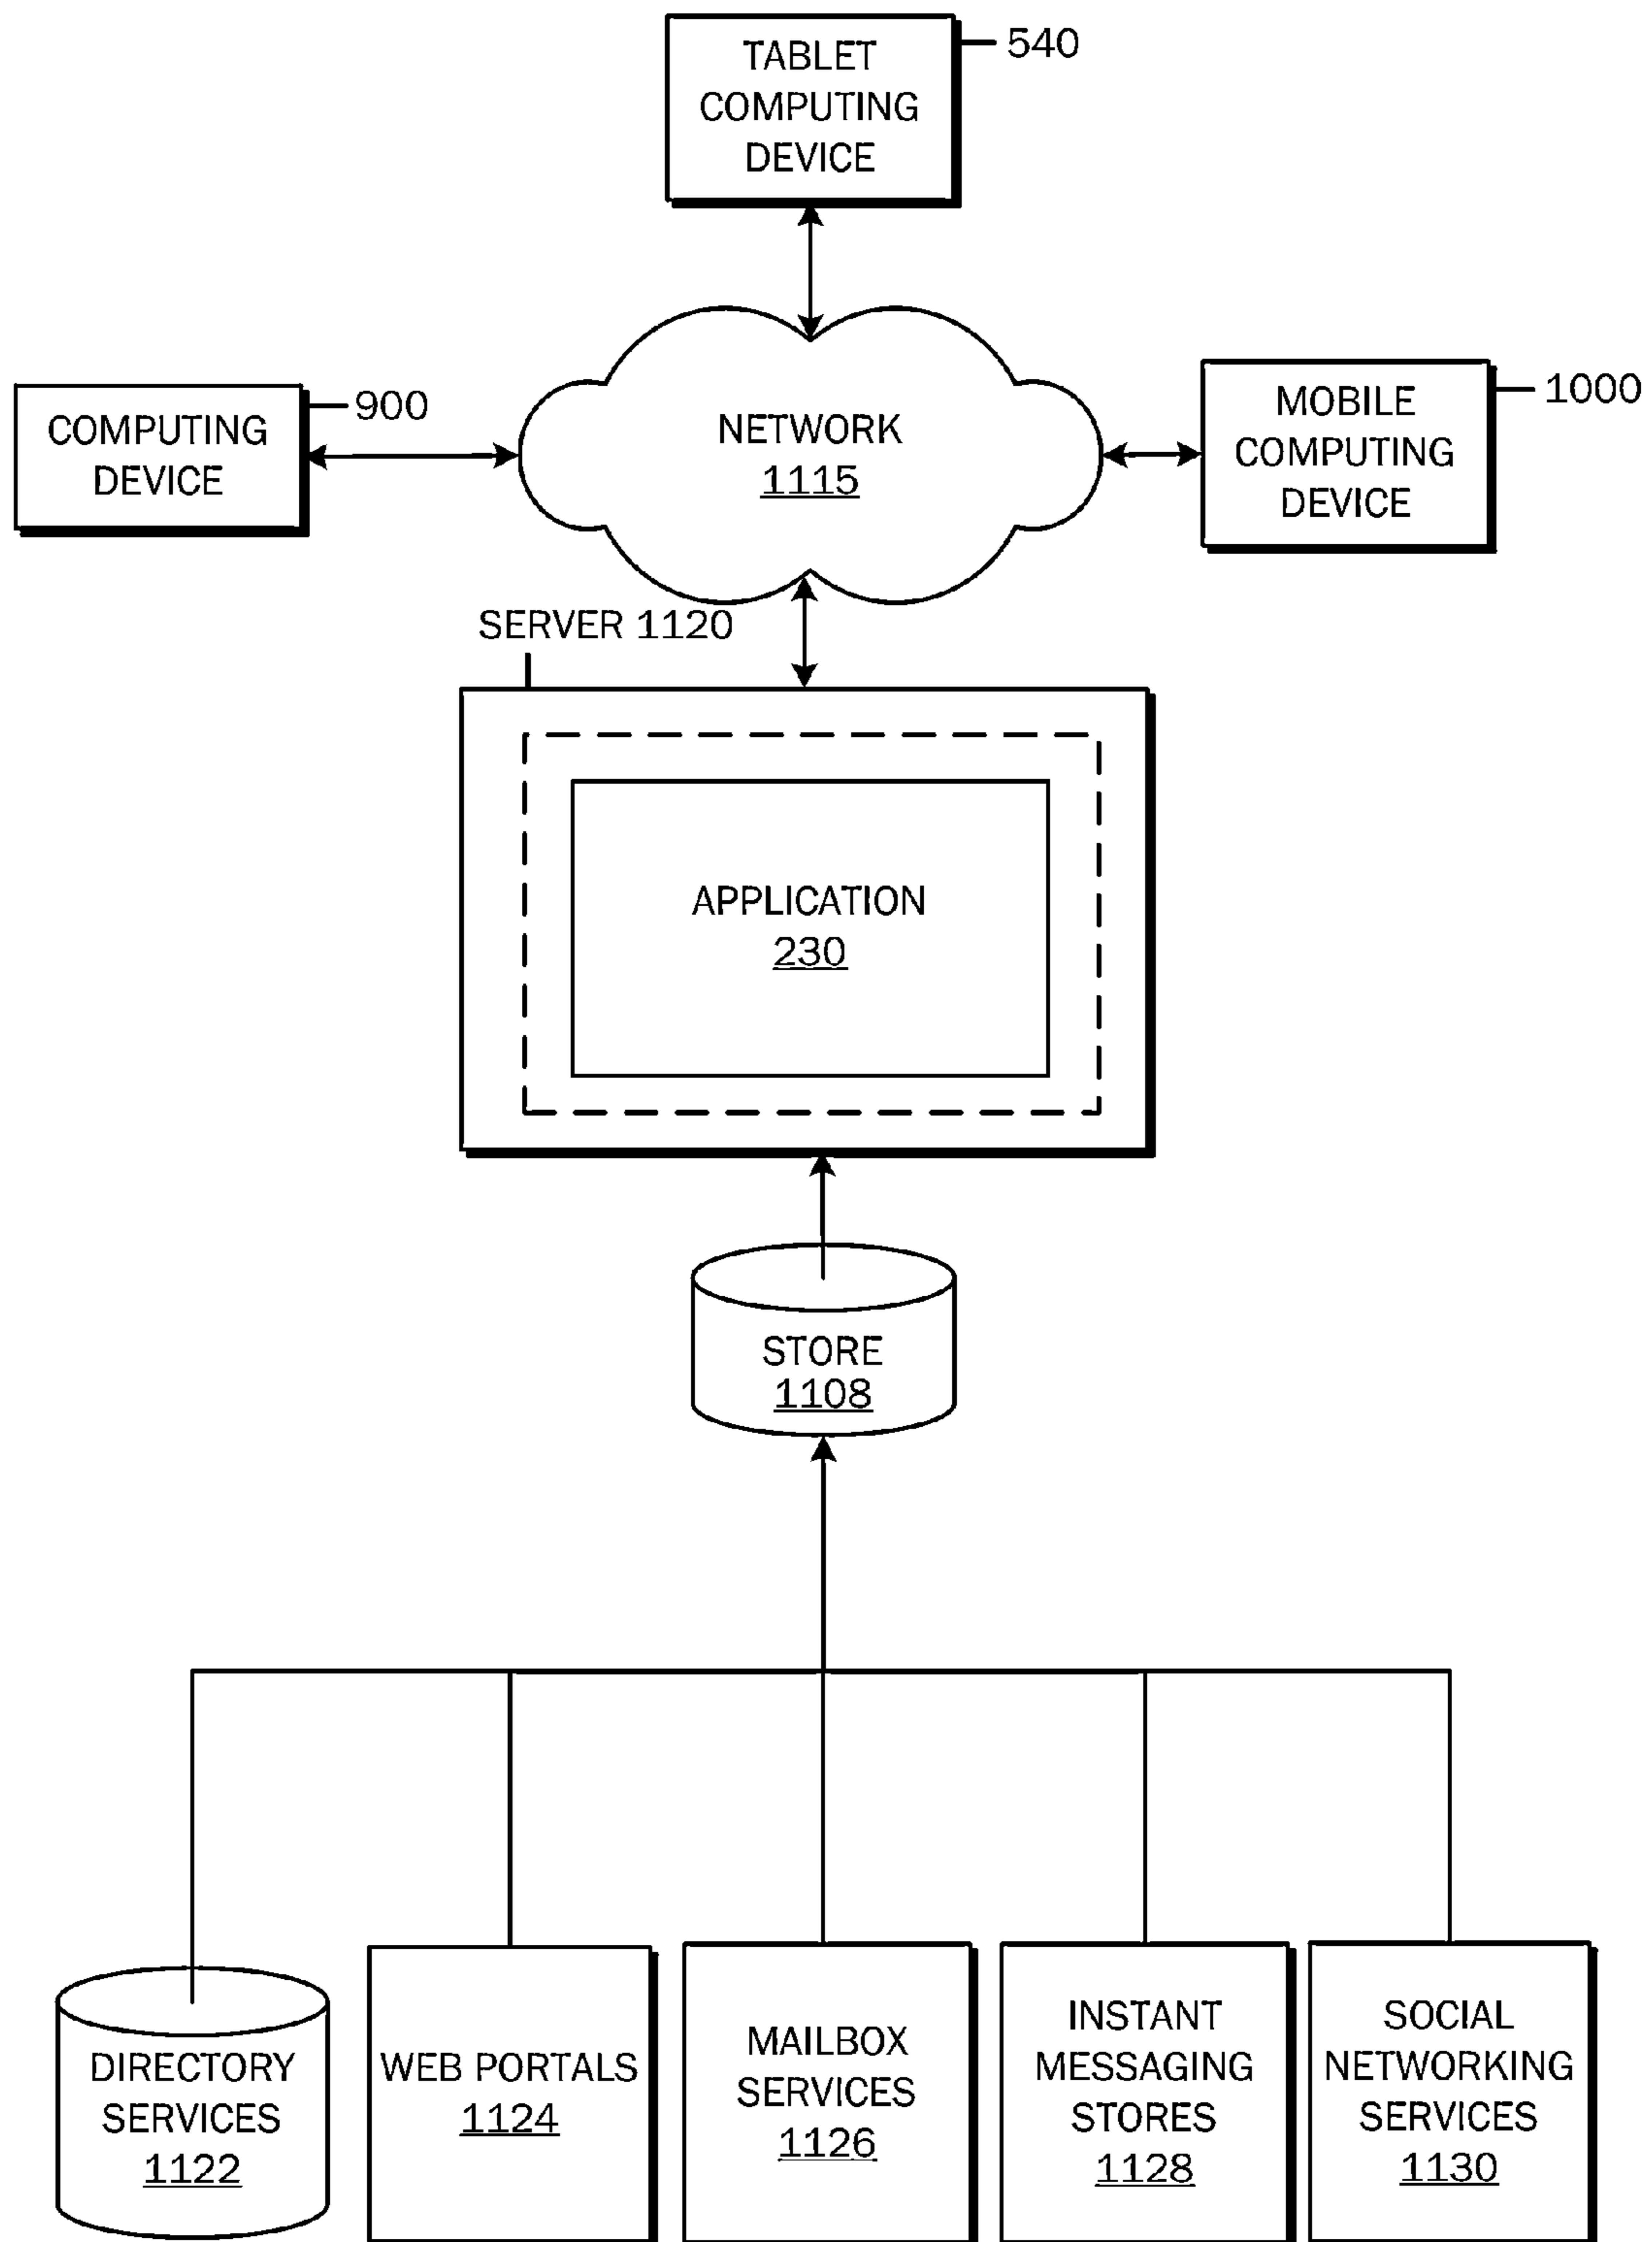 TABLET
COMPUTING
DEVICE
540
COMPUTING
DEVICE
900
NETWORK
1115
MOBILE
COMPUTING
DEVICE
1000
SERVER 1120
APPLICATION
230
STORE
1108
DIRECTORY
SERVICES
1122
WEB PORTALS
1124
MAILBOX
SERVICES
1126
INSTANT
MESSAGING
STORES
1128
SOCIAL
NETWORKING
SERVICES
1130